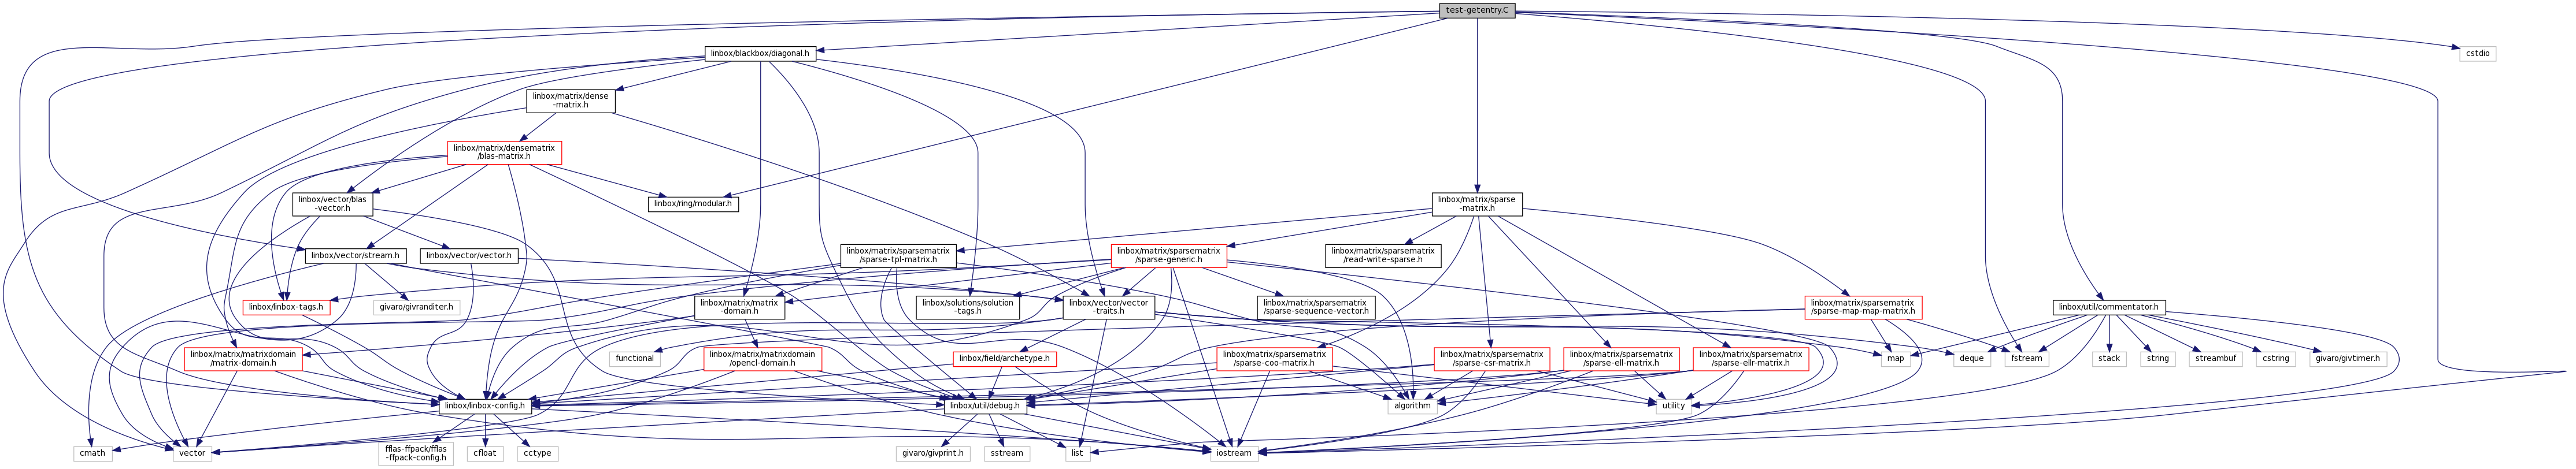 test-getentry.C
linbox/blackbox/diagonal.h
cstdio
linbox/matrix/dense
-matrix.h
linbox/matrix/densematrix
/blas-matrix.h
linbox/vector/blas
-vector.h
linbox/ring/modular.h
linbox/matrix/sparse
-matrix.h
linbox/vector/stream.h
linbox/vector/vector.h
linbox/matrix/sparsematrix
/sparse-tpl-matrix.h
linbox/matrix/sparsematrix
/sparse-generic.h
linbox/matrix/sparsematrix
/read-write-sparse.h
linbox/linbox-tags.h
givaro/givranditer.h
linbox/matrix/matrix
-domain.h
linbox/solutions/solution
-tags.h
linbox/vector/vector
-traits.h
linbox/matrix/sparsematrix
/sparse-sequence-vector.h
linbox/matrix/sparsematrix
/sparse-map-map-matrix.h
linbox/util/commentator.h
linbox/matrix/matrixdomain
/matrix-domain.h
functional
linbox/matrix/matrixdomain
/opencl-domain.h
linbox/field/archetype.h
linbox/matrix/sparsematrix
/sparse-coo-matrix.h
linbox/matrix/sparsematrix
/sparse-csr-matrix.h
linbox/matrix/sparsematrix
/sparse-ell-matrix.h
linbox/matrix/sparsematrix
/sparse-ellr-matrix.h
map
deque
fstream
stack
string
streambuf
cstring
givaro/givtimer.h
linbox/linbox-config.h
linbox/util/debug.h
algorithm
utility
cmath
vector
fflas-ffpack/fflas
-ffpack-config.h
cfloat
cctype
givaro/givprint.h
sstream
list
iostream